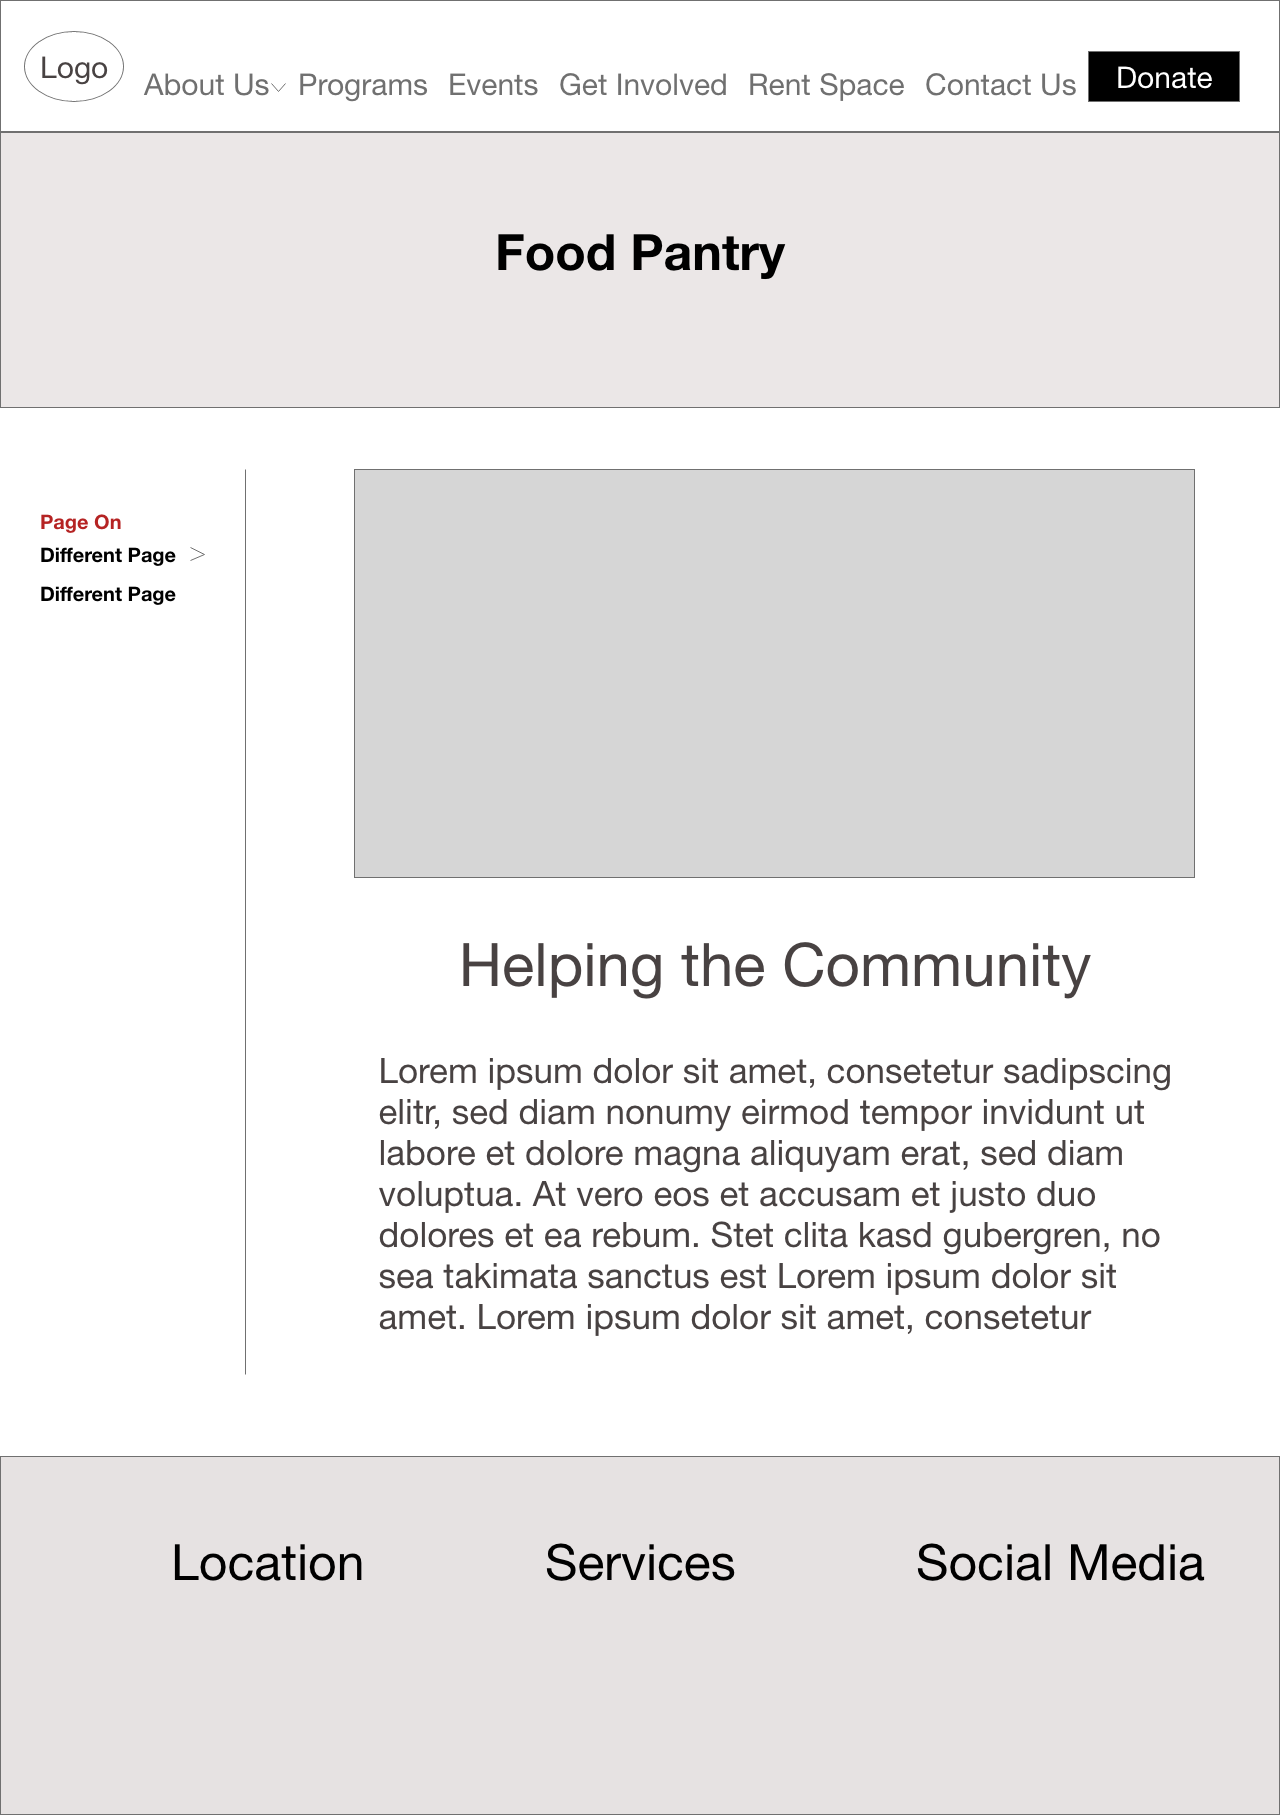 Logo
About Us Programs Events Get Involved Rent Space Contact Us Donate
Food Pantry
Page On
Different Page >
Different Page
Helping the Community
Lorem ipsum dolor sit amet, consetetur sadipscing
elitr, sed diam nonumy eirmod tempor invidunt ut
labore et dolore magna aliquyam erat, sed diam
voluptua. At vero eos et accusam et justo duo
dolores et ea rebum. Stet clita kasd gubergren, no
sea takimata sanctus est Lorem ipsum dolor sit
amet. Lorem ipsum dolor sit amet, consetetur
Location Services Social Media